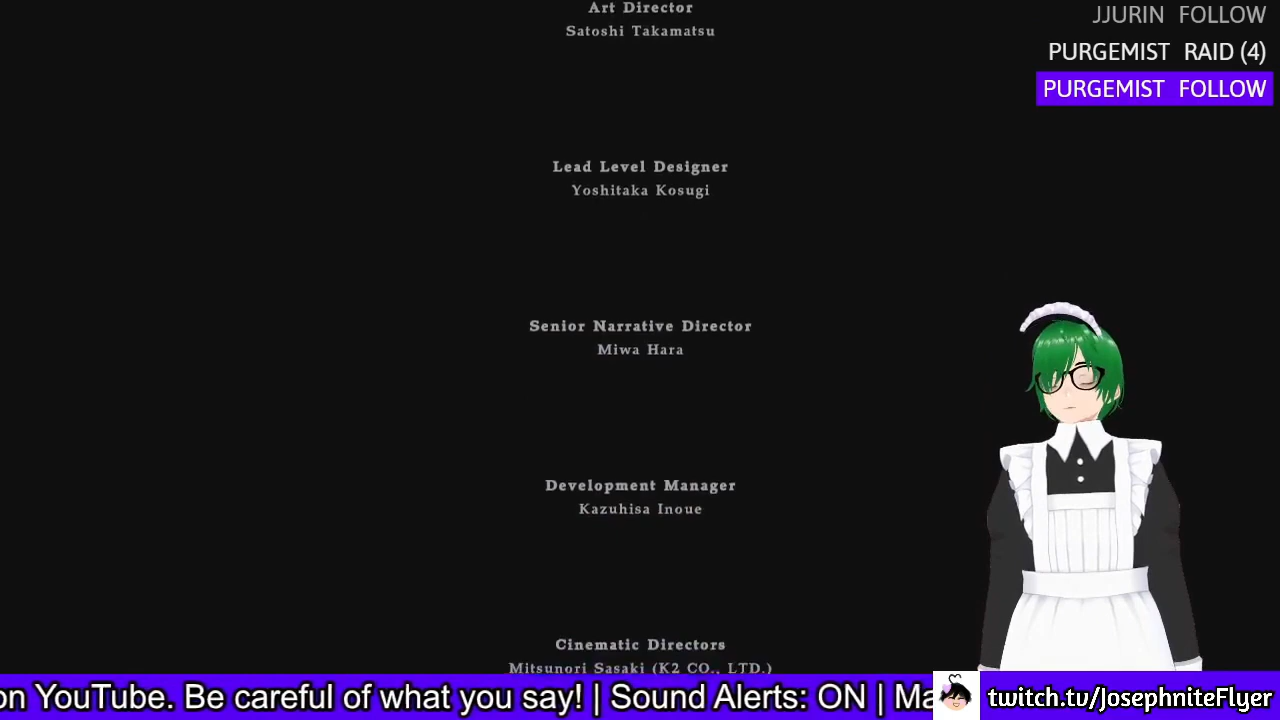 Art Director
Satoshi Takamatsu
Lead Level Designer
Yoshitaka Kosugi
Senior Narrative Director
Miwa Hara
Development Manager
Kazuhisa Inoue
Cinematic Directors
Mitsunori Sasaki (K2 CO., LTD.)
JJURIN FOLLOW
PURGEMIST RAID (4)
PURGEMIST FOLLOW
on YouTube. Be careful of what you say! | Sound Alerts: ON | Ma
twitch.tv/JosephniteFlyer